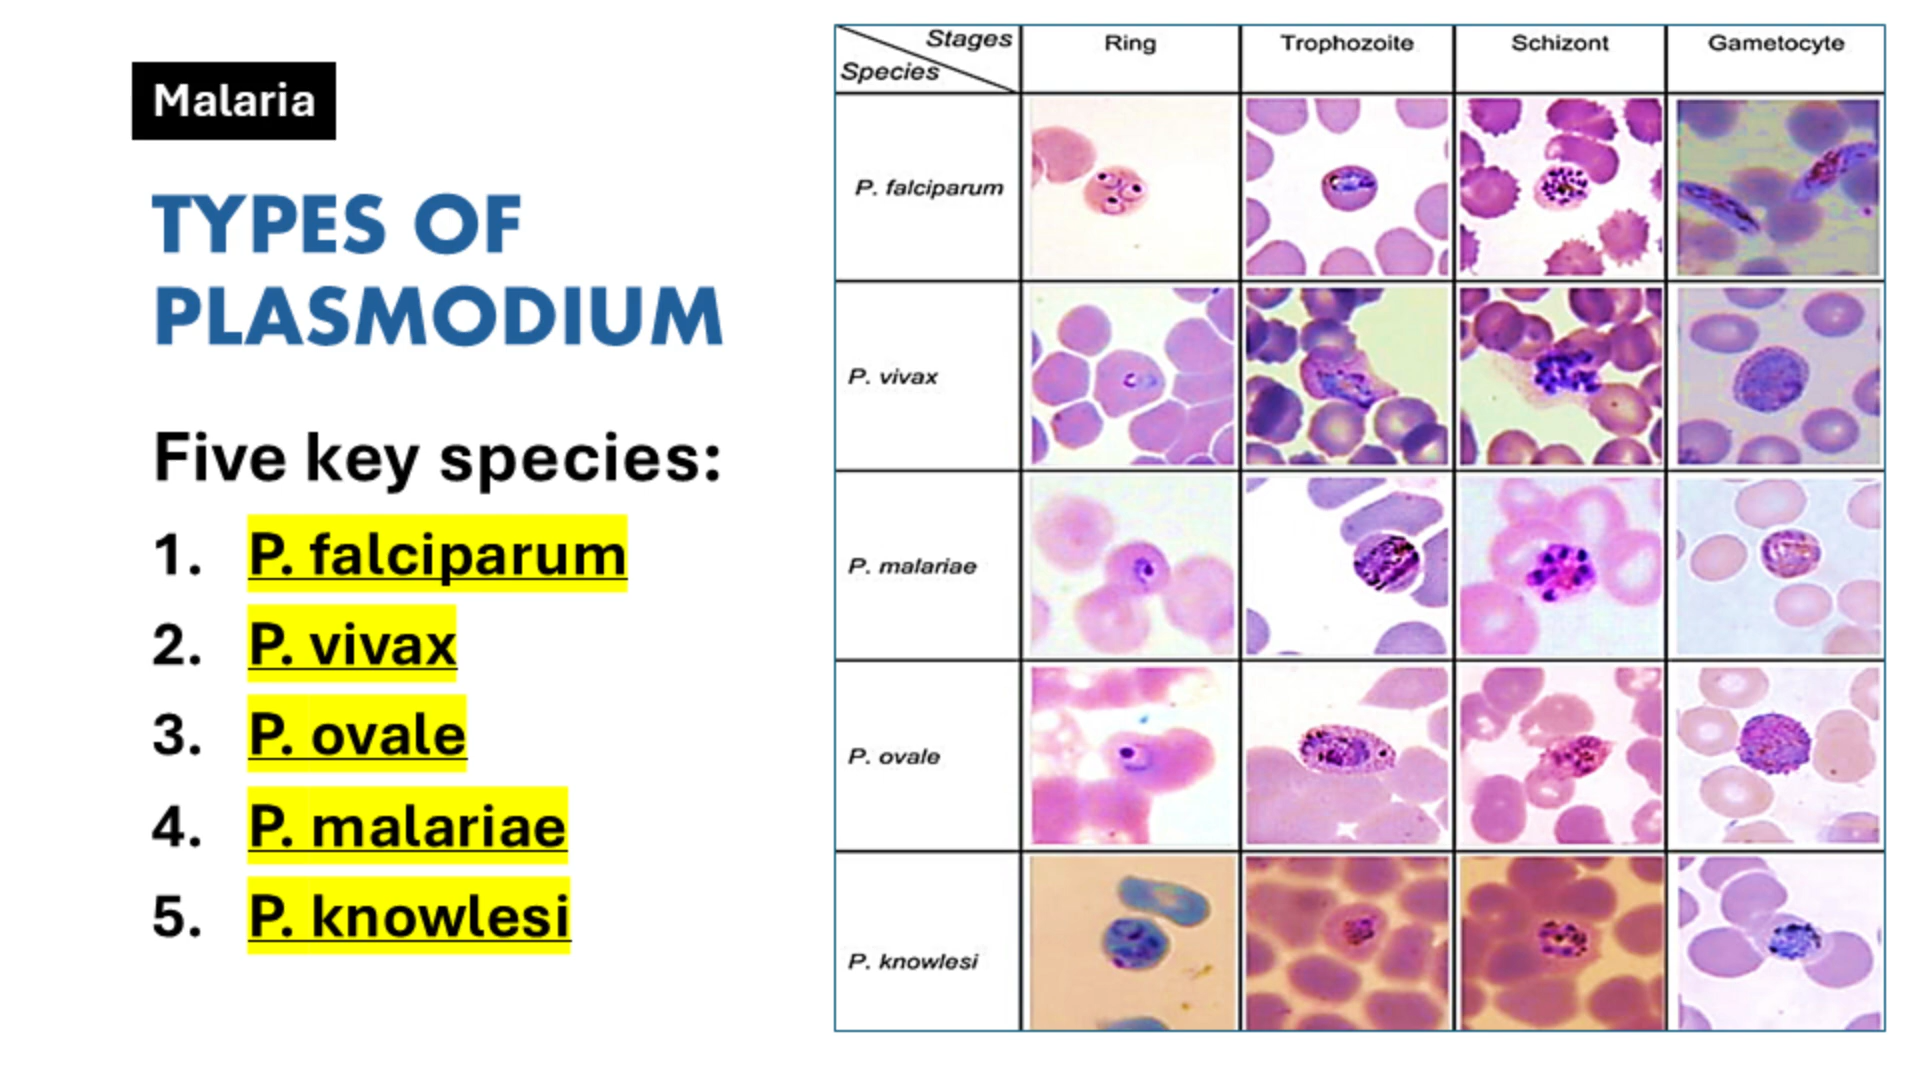 Malaria
TYPES OF
PLASMODIUM
Five key species:
1. P. falciparum
2. P. vivax
3. P. ovale
4. P. malariae
5. P. knowlesi
Stages
Species
Ring
Trophozoite
Schizont
Gametocyte
P. falciparum
P. vivax
P. malariae
P. ovale
P. knowlesi